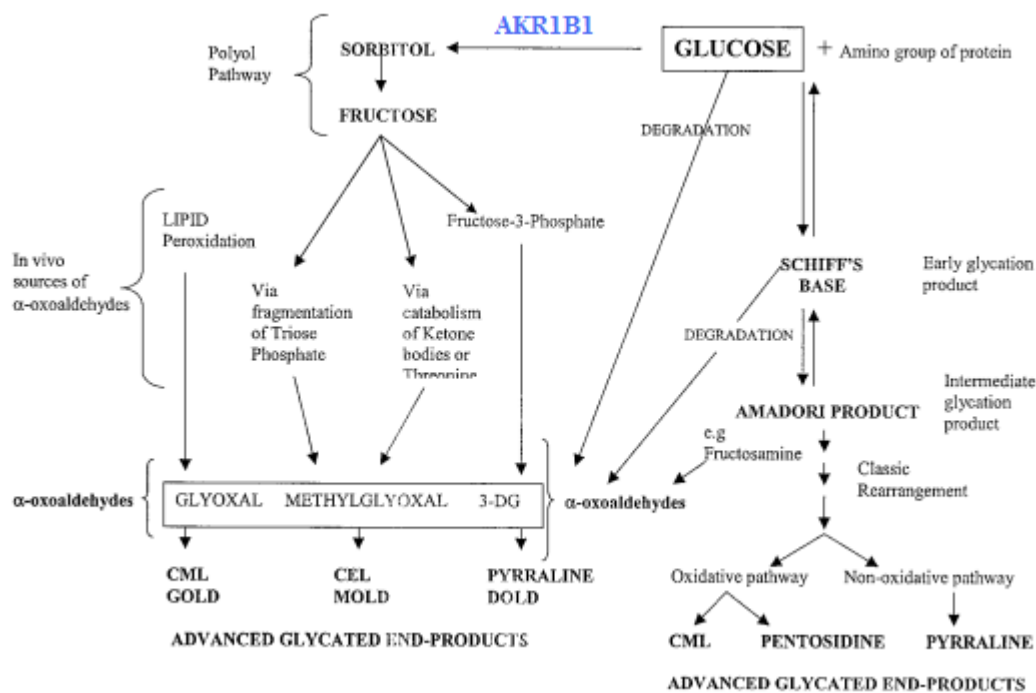 AKR1B1
Polyol
Pathway
SORBITOL
GLUCOSE
+
Amino group of protein
FRUCTOSE
DEGRADATION
In vivo
sources of
α-oxoaldehydes
LIPID
Peroxidation
Fructose-3-Phosphate
Via
fragmentation
of Triose
Phosphate
Via
catabolism
of Ketone
bodies or
Threonine
SCHIFF'S
BASE
Early glycation
product
DEGRADATION
AMADORI PRODUCT
Intermediate
glycation
product
e.g
Fructosamine
Classic
Rearrangement
α-oxoaldehydes
GLYOXAL METHYLGLYOXAL 3-DG
α-oxoaldehydes
CML
GOLD
CEL
MOLD
PYRRALINE
DOLD
ADVANCED GLYCATED END-PRODUCTS
Oxidative pathway
Non-oxidative pathway
CML
PENTOSIDINE
PYRRALINE
ADVANCED GLYCATED END-PRODUCTS